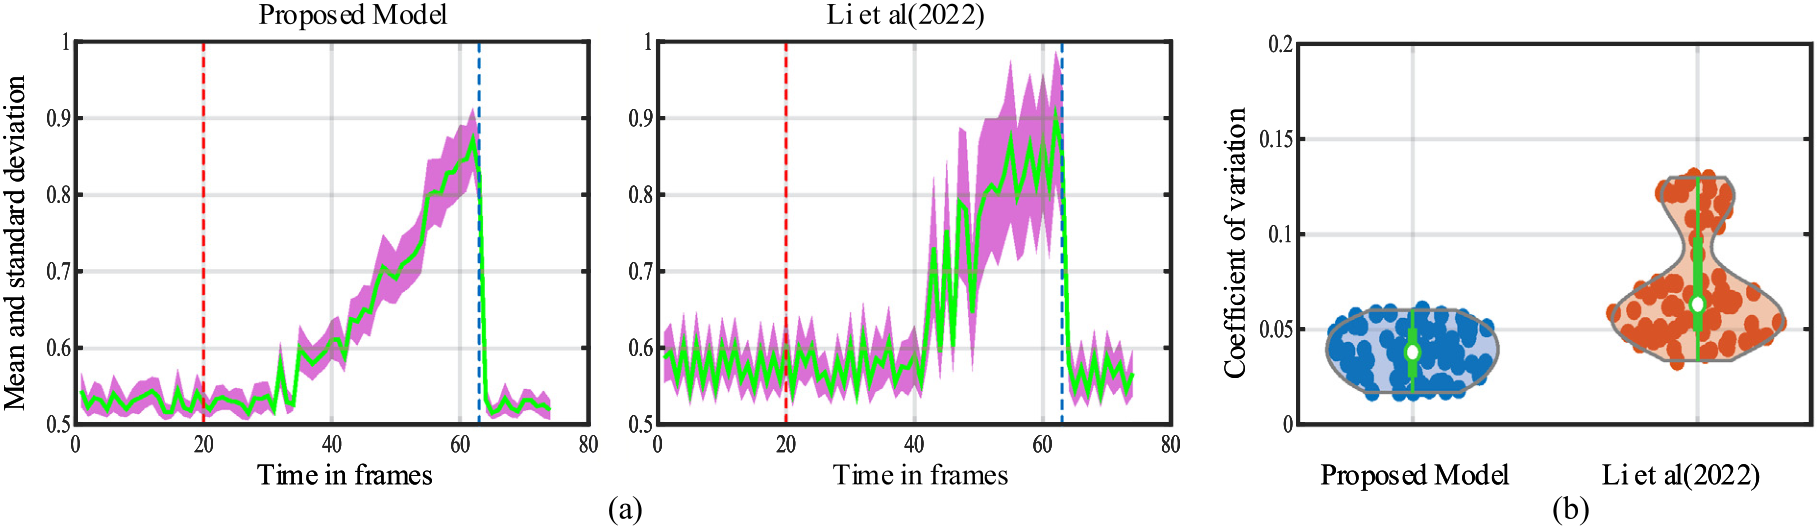 Proposed Model
Li et al(2022)
Mean and standard deviation
1
0.9
0.8
0.7
0.6
0.5
0
20
40
60
80
Time in frames
1
0.9
0.8
0.7
0.6
0.5
0
20
40
60
80
Time in frames
(a)
Coefficient of variation
0.2
0.15
0.1
0.05
0
Proposed Model
Li et al(2022)
(b)